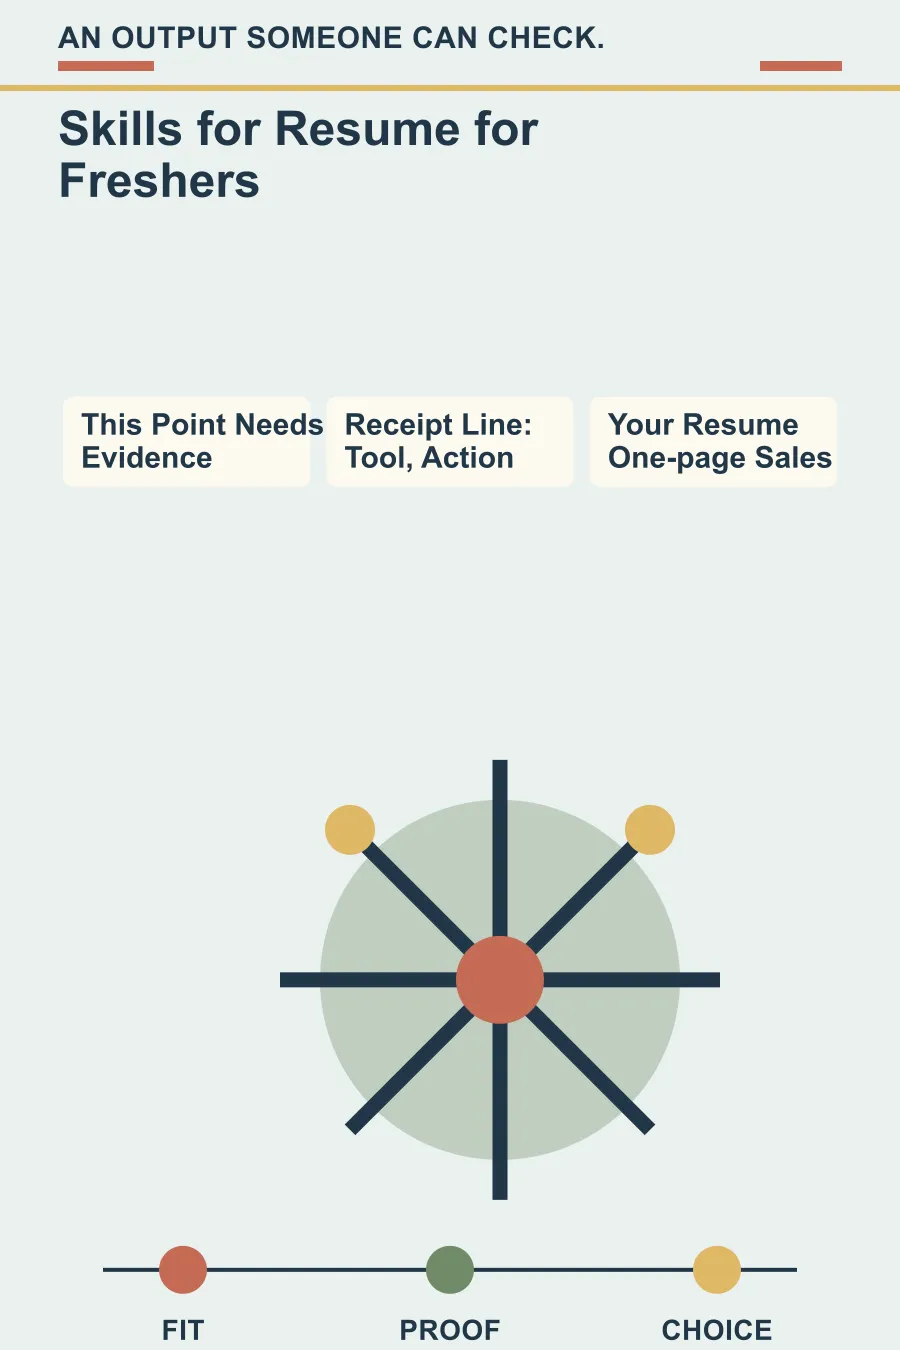 AN OUTPUT SOMEONE CAN CHECK.
Skills for Resume for
Freshers
This Point Needs
Evidence
Receipt Line:
Tool, Action
Your Resume
One-page Sales
FIT
PROOF
CHOICE